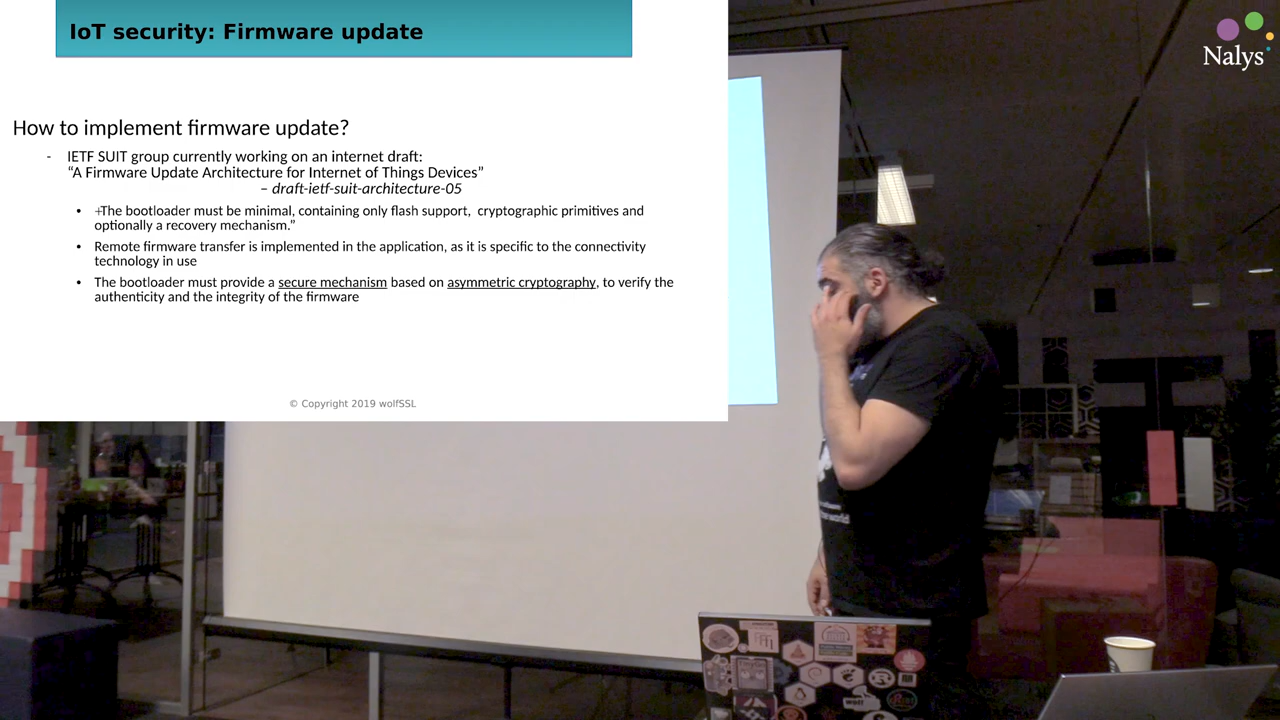 IoT security: Firmware update
Nalys
How to implement firmware update?
- IETF SUIT group currently working on an internet draft:
“A Firmware Update Architecture for Internet of Things Devices”
– draft-ietf-suit-architecture-05
• +The bootloader must be minimal, containing only flash support, cryptographic primitives and
optionally a recovery mechanism.”
• Remote firmware transfer is implemented in the application, as it is specific to the connectivity
technology in use
• The bootloader must provide a secure mechanism based on asymmetric cryptography, to verify the
authenticity and the integrity of the firmware
© Copyright 2019 wolfSSL
world
wolf